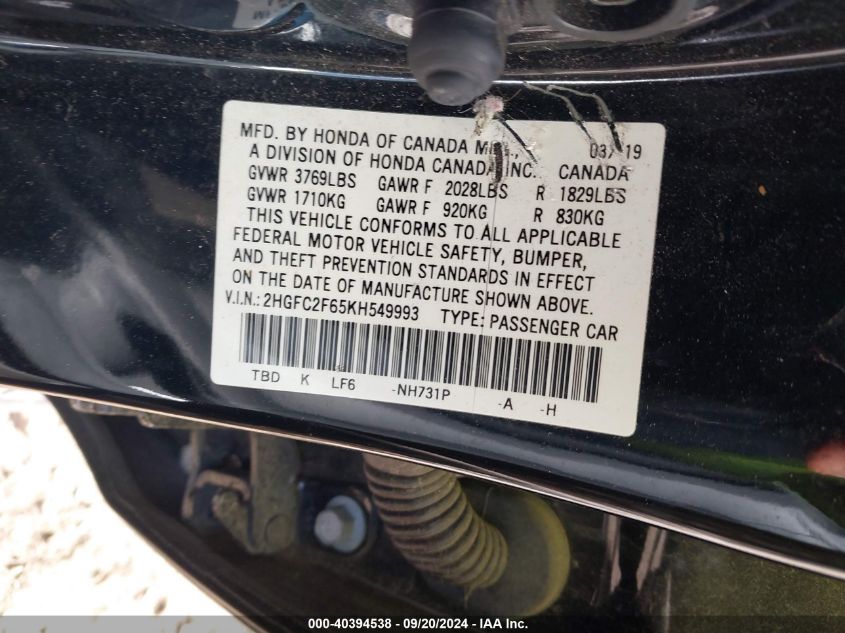 MFD. BY HONDA OF CANADA 03 19
A DIVISION OF HONDA CANADA INC. CANADA
GVWR 3769LBS GAWR F 2028LBS R 1829LBS
GVWR 1710KG GAWR F 920KG R 830KG
THIS VEHICLE CONFORMS TO ALL APPLICABLE
FEDERAL MOTOR VEHICLE SAFETY, BUMPER,
AND THEFT PREVENTION STANDARDS IN EFFECT
ON THE DATE OF MANUFACTURE SHOWN ABOVE.
V.I.N.: 2HGFC2F65KH549993 TYPE: PASSENGER CAR
TBD K LF6 -NH731P -A -H
000-40394538 - 09/20/2024 - IAA Inc.